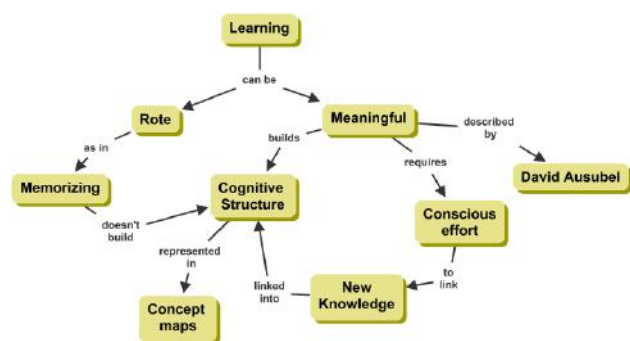 Learning
can be
Rote
Meaningful
described
by
as in
builds
requires
Memorizing
Cognitive
Structure
David Ausubel
doesn't
build
Conscious
effort
represented
in
linked
into
to
link
New
Knowledge
Concept
maps